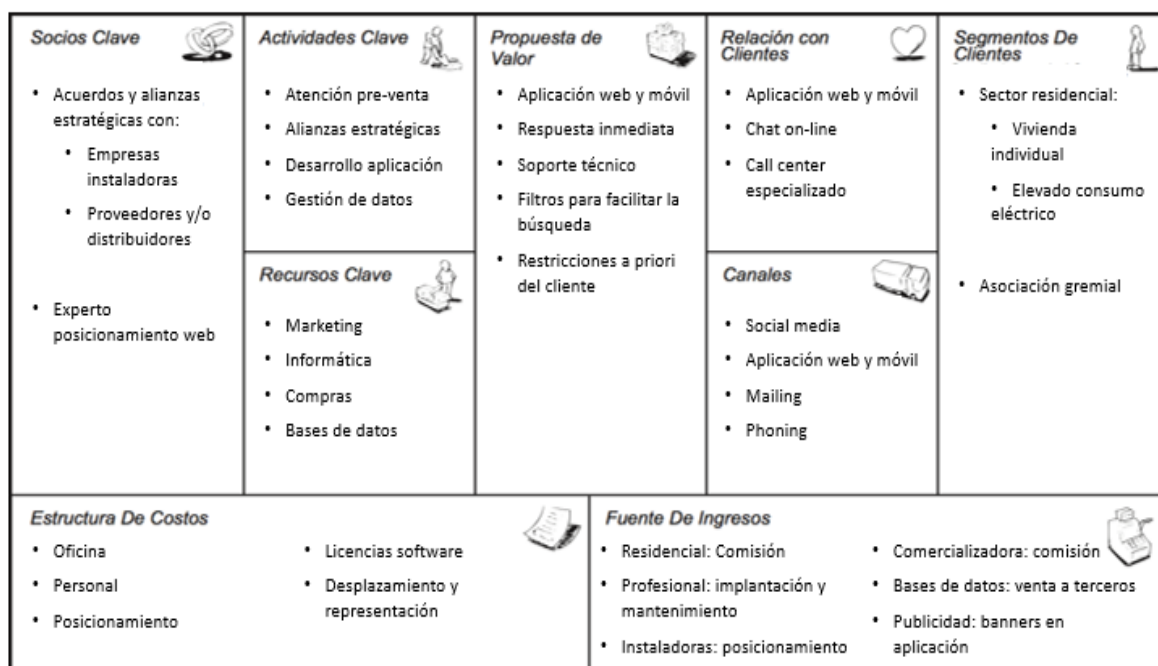 Socios Clave
• Acuerdos y alianzas
estratégicas con:
• Empresas
instaladoras
• Proveedores y/o
distribuidores
• Experto
posicionamiento web
Actividades Clave
• Atención pre-venta
• Alianzas estratégicas
• Desarrollo aplicación
• Gestión de datos
Recursos Clave
• Marketing
• Informática
• Compras
• Bases de datos
Propuesta de
Valor
• Aplicación web y móvil
• Respuesta inmediata
• Soporte técnico
• Filtros para facilitar la
búsqueda
• Restricciones a priori
del cliente
Relación con
Clientes
• Aplicación web y móvil
• Chat on-line
• Call center
especializado
Canales
• Social media
• Aplicación web y móvil
• Mailing
• Phoning
Segmentos De
Clientes
• Sector residencial:
• Vivienda
individual
• Elevado consumo
eléctrico
• Asociación gremial
Estructura De Costos
• Oficina
• Personal
• Posicionamiento
• Licencias software
• Desplazamiento y
representación
Fuente De Ingresos
• Residencial: Comisión
• Profesional: implantación y
mantenimiento
• Instaladoras: posicionamiento
• Comercializadora: comisión
• Bases de datos: venta a terceros
• Publicidad: banners en
aplicación